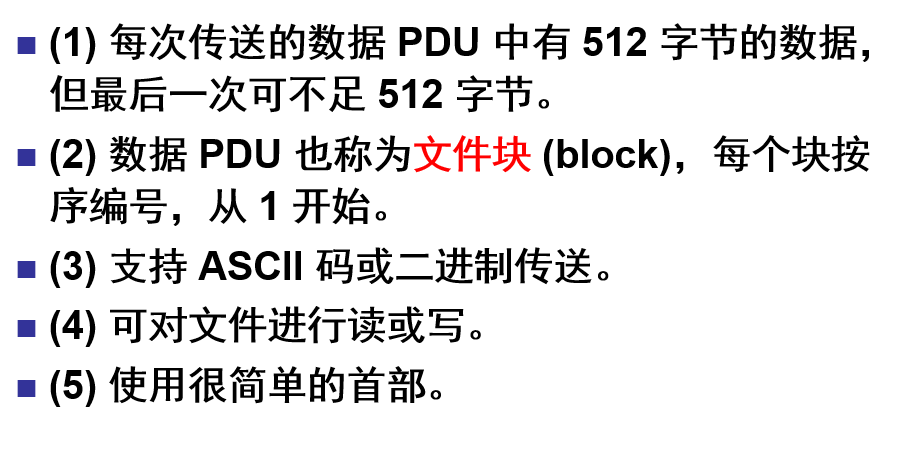 (1) 每次传送的数据 PDU 中有 512 字节的数据，
但最后一次可不足 512 字节。
(2) 数据 PDU 也称为文件块 (block)，每个块按
序编号，从 1 开始。
(3) 支持 ASCII 码或二进制传送。
(4) 可对文件进行读或写。
(5) 使用很简单的首部。